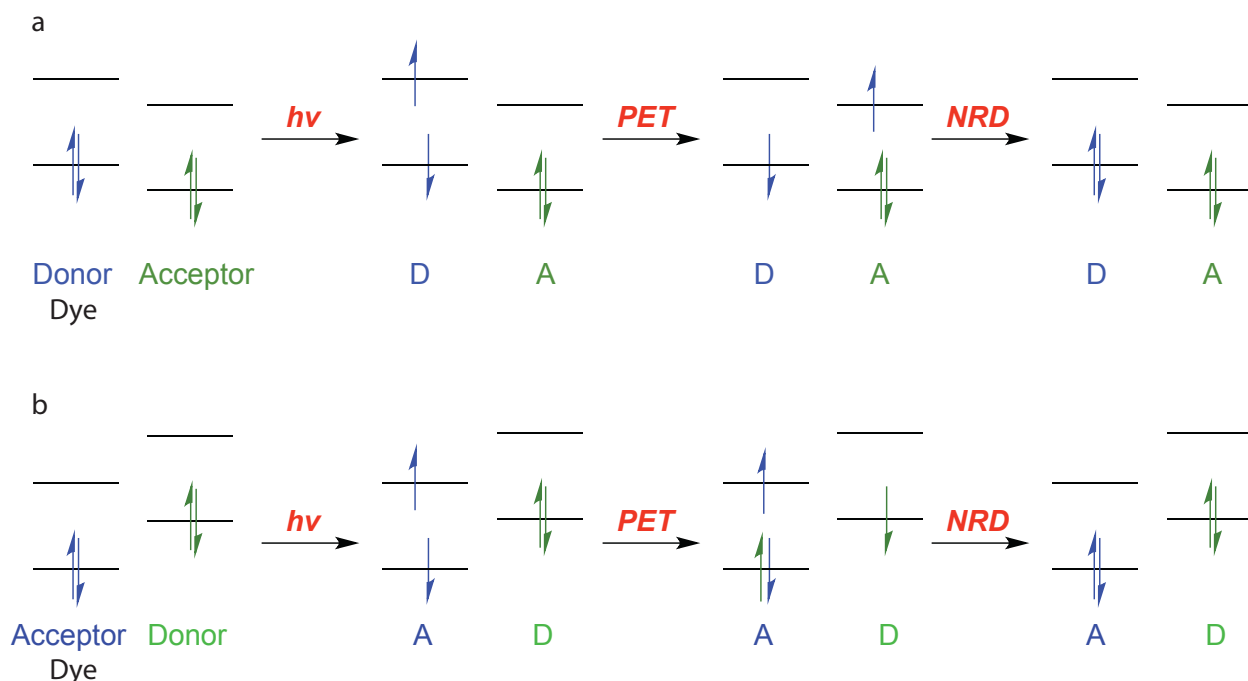 a
hv PET NRD
Donor Acceptor D A D A D A
Dye
b
hv PET NRD
Acceptor Donor A D A D A D
Dye